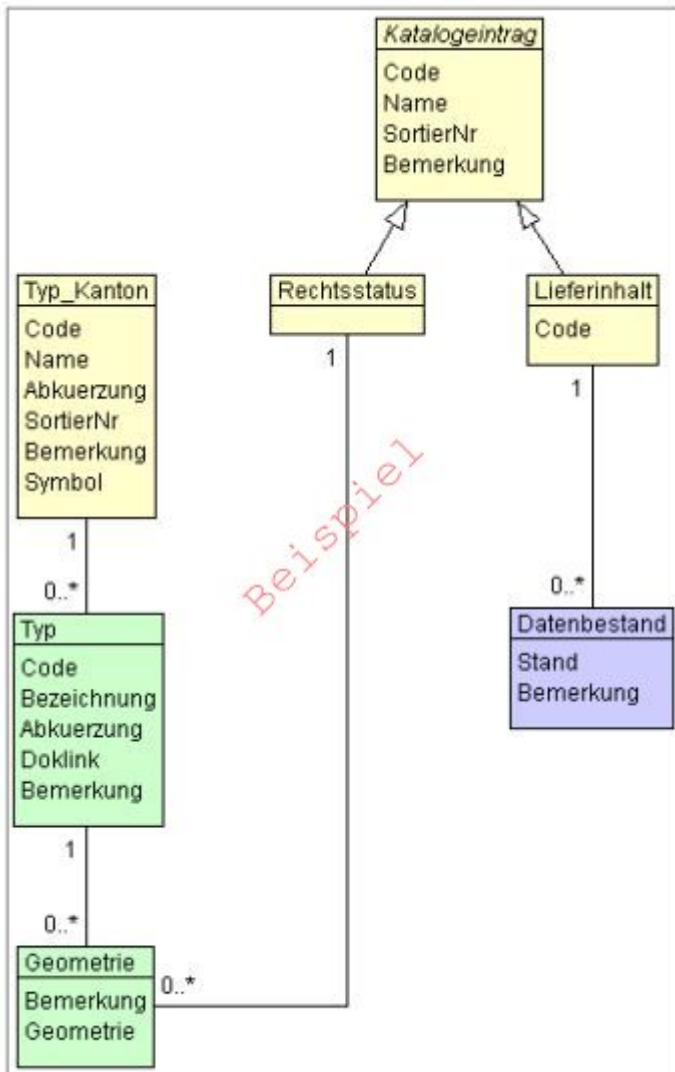 Katalogeintrag
Code
Name
SortierNr
Bemerkung
Typ_Kanton
Code
Name
Abkuerzung
SortierNr
Bemerkung
Symbol
Rechtsstatus
Lieferinhalt
Code
1
1
Beispiel
1
0..*
Typ
Code
Bezeichnung
Abkuerzung
Doklink
Bemerkung
0..*
Datenbestand
Stand
Bemerkung
1
0..*
Geometrie
Bemerkung
Geometrie
0..*